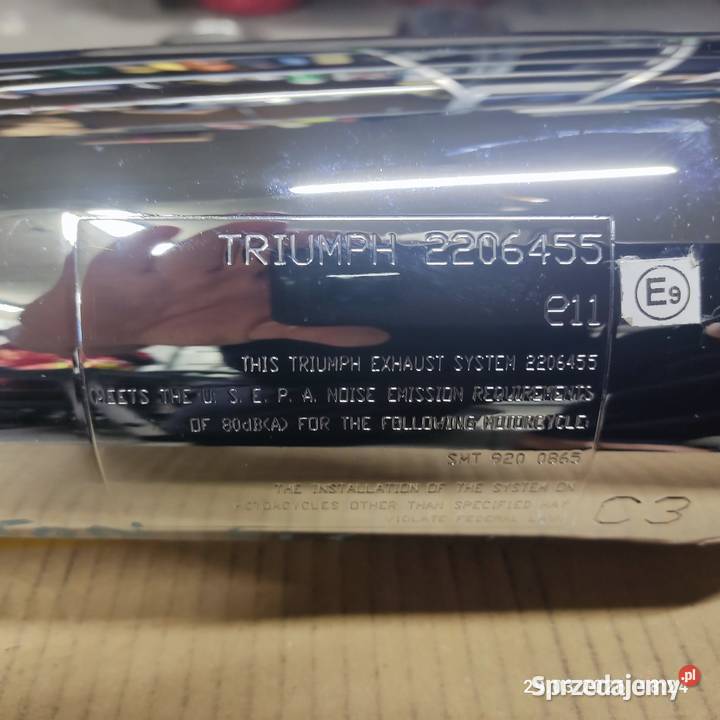 TRIUMPH 2206455
e11
E9
THIS TRIUMPH EXHAUST SYSTEM 2206455
MEETS THE U. S. E. P. A. NOISE EMISSION REQUIREMENTS
OF 80dB(A) FOR THE FOLLOWING MOTORCYCLE:
SMT 920 0865
THE INSTALLATION OF THE SYSTEM ON
MOTORCYCLES OTHER THAN SPECIFIED MAY
VIOLATE FEDERAL
C3
Sprzedajemy.pl